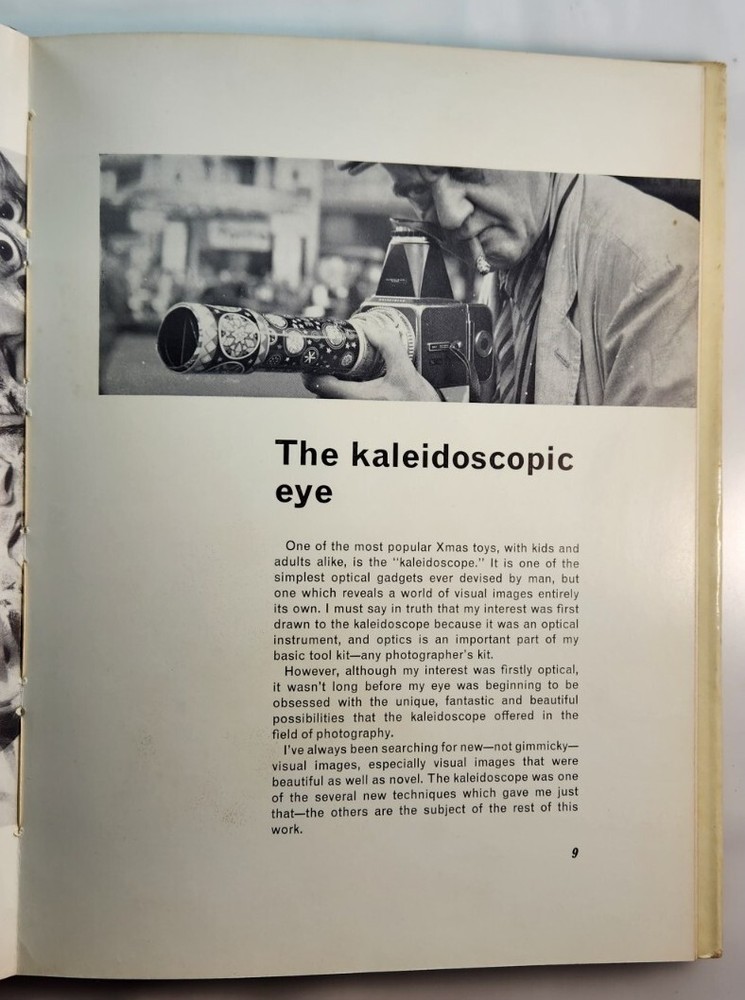 The kaleidoscopic
eye
One of the most popular Xmas toys, with kids and
adults alike, is the "kaleidoscope." It is one of the
simplest optical gadgets ever devised by man, but
one which reveals a world of visual images entirely
its own. I must say in truth that my interest was first
drawn to the kaleidoscope because it was an optical
instrument, and optics is an important part of my
basic tool kit—any photographer's kit.
However, although my interest was firstly optical,
it wasn't long before my eye was beginning to be
obsessed with the unique, fantastic and beautiful
possibilities that the kaleidoscope offered in the
field of photography.
I've always been searching for new—not gimmicky—
visual images, especially visual images that were
beautiful as well as novel. The kaleidoscope was one
of the several new techniques which gave me just
that—the others are the subject of the rest of this
work.
9